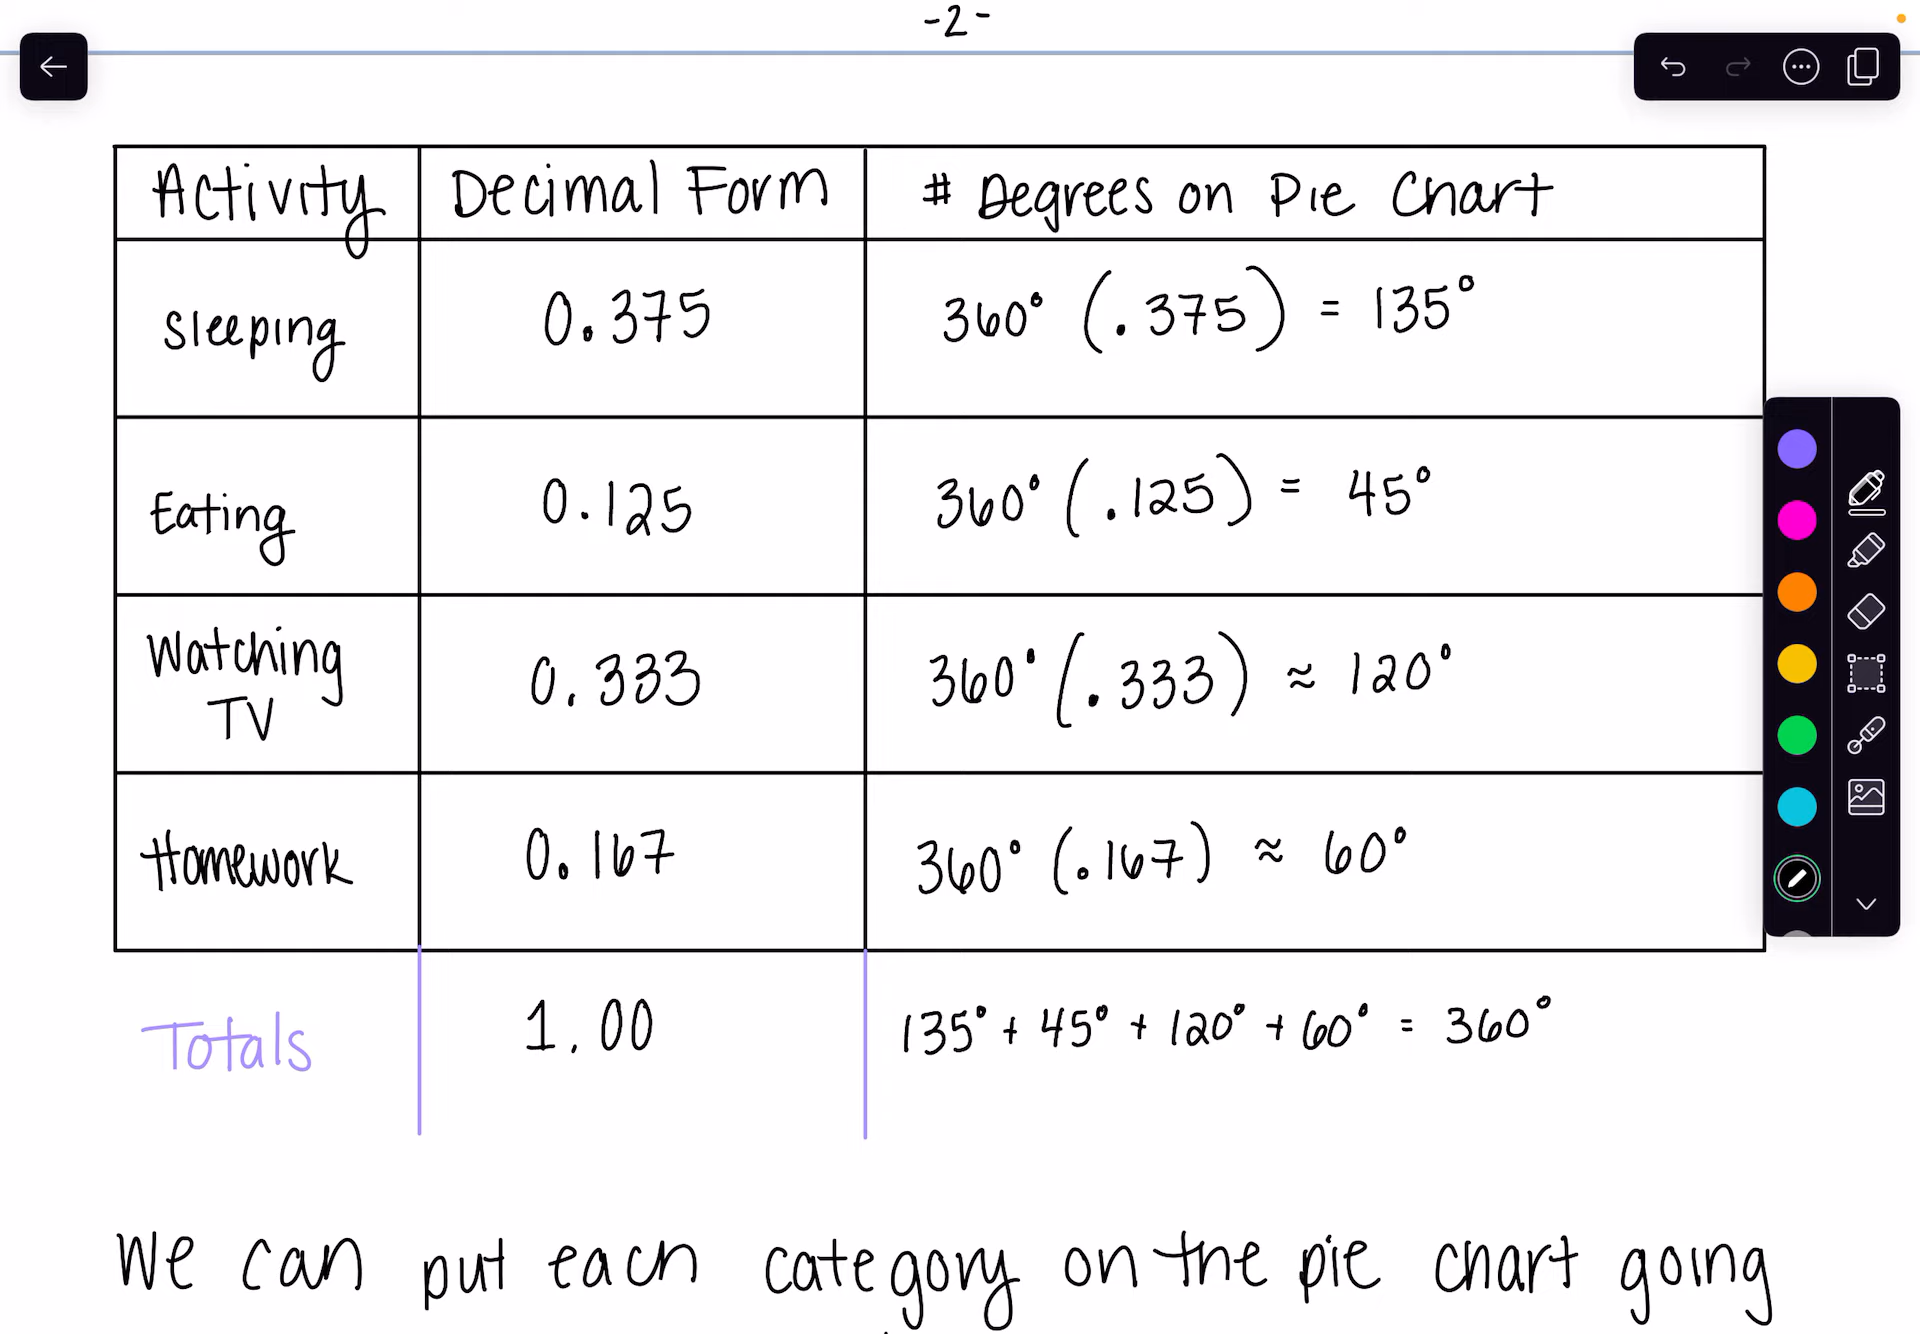 -2-
Activity Decimal Form # Degrees on Pie Chart
Sleeping 0.375 360° (.375) = 135°
Eating 0.125 360° (.125) = 45°
Watching
TV 0.333 360° (.333) ≈ 120°
Homework 0.167 360° (.167) ≈ 60°
Totals 1.00 135° + 45° + 120° + 60° = 360°
We can put each category on the pie chart going